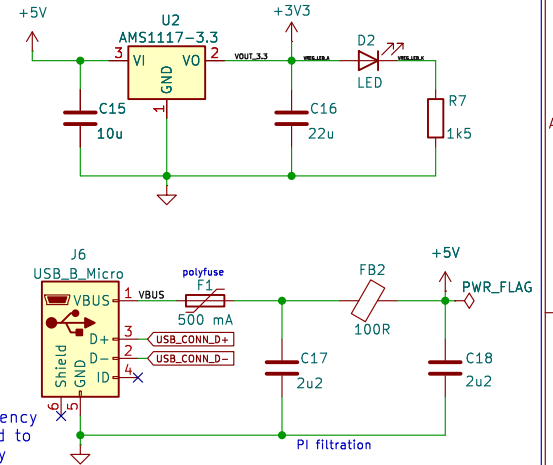 +5V
U2
AMS1117-3.3
+3V3
3 VI
VO 2
GND
1
VOUT_3.3
VREG_LED_A
D2
LED
VREG_LED_K
C15
10u
C16
22u
R7
1k5
A
J6
USB_B_Micro
VBUS 1
VBUS
polyfuse
F1
500 mA
FB2
100R
+5V
PWR_FLAG
D+ 3
USB_CONN_D+
D- 2
USB_CONN_D-
ID 4
Shield
GND
6
5
C17
2u2
C18
2u2
ency
d to
y
PI filtration